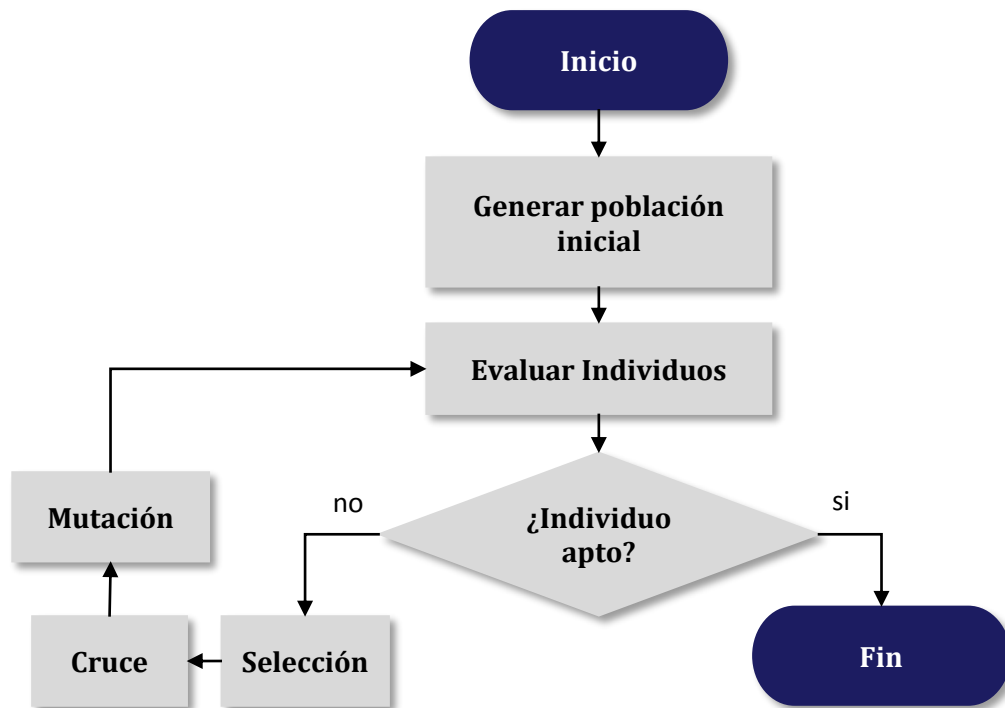 Inicio
Generar población
inicial
Evaluar Individuos
¿Individuo
apto?
no
si
Mutación
Cruce
Selección
Fin